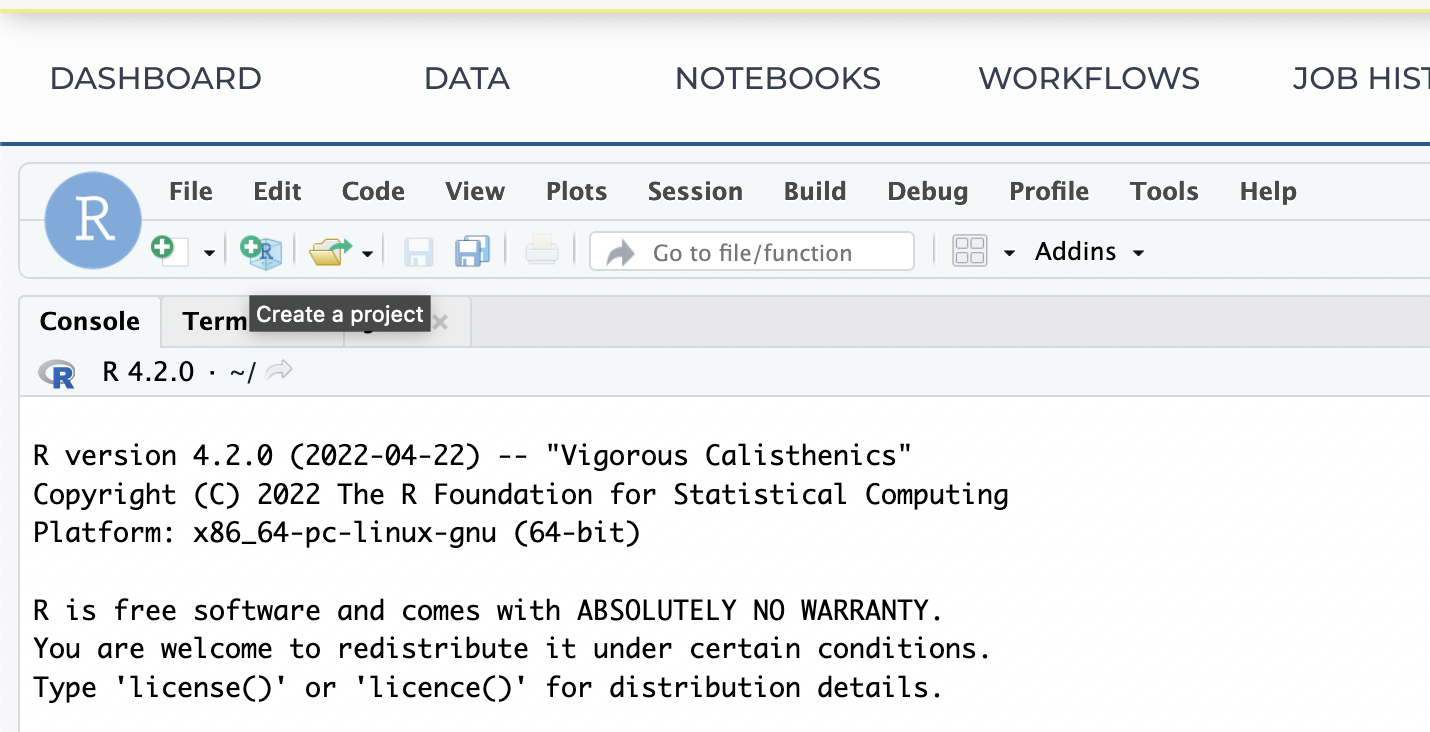 DASHBOARD DATA NOTEBOOKS WORKFLOWS JOB HIST
R File Edit Code View Plots Session Build Debug Profile Tools Help
R Go to file/function Addins
Create a project
Console Term
R R 4.2.0 · ~/
R version 4.2.0 (2022-04-22) -- "Vigorous Calisthenics"
Copyright (C) 2022 The R Foundation for Statistical Computing
Platform: x86_64-pc-linux-gnu (64-bit)
R is free software and comes with ABSOLUTELY NO WARRANTY.
You are welcome to redistribute it under certain conditions.
Type 'license()' or 'licence()' for distribution details.